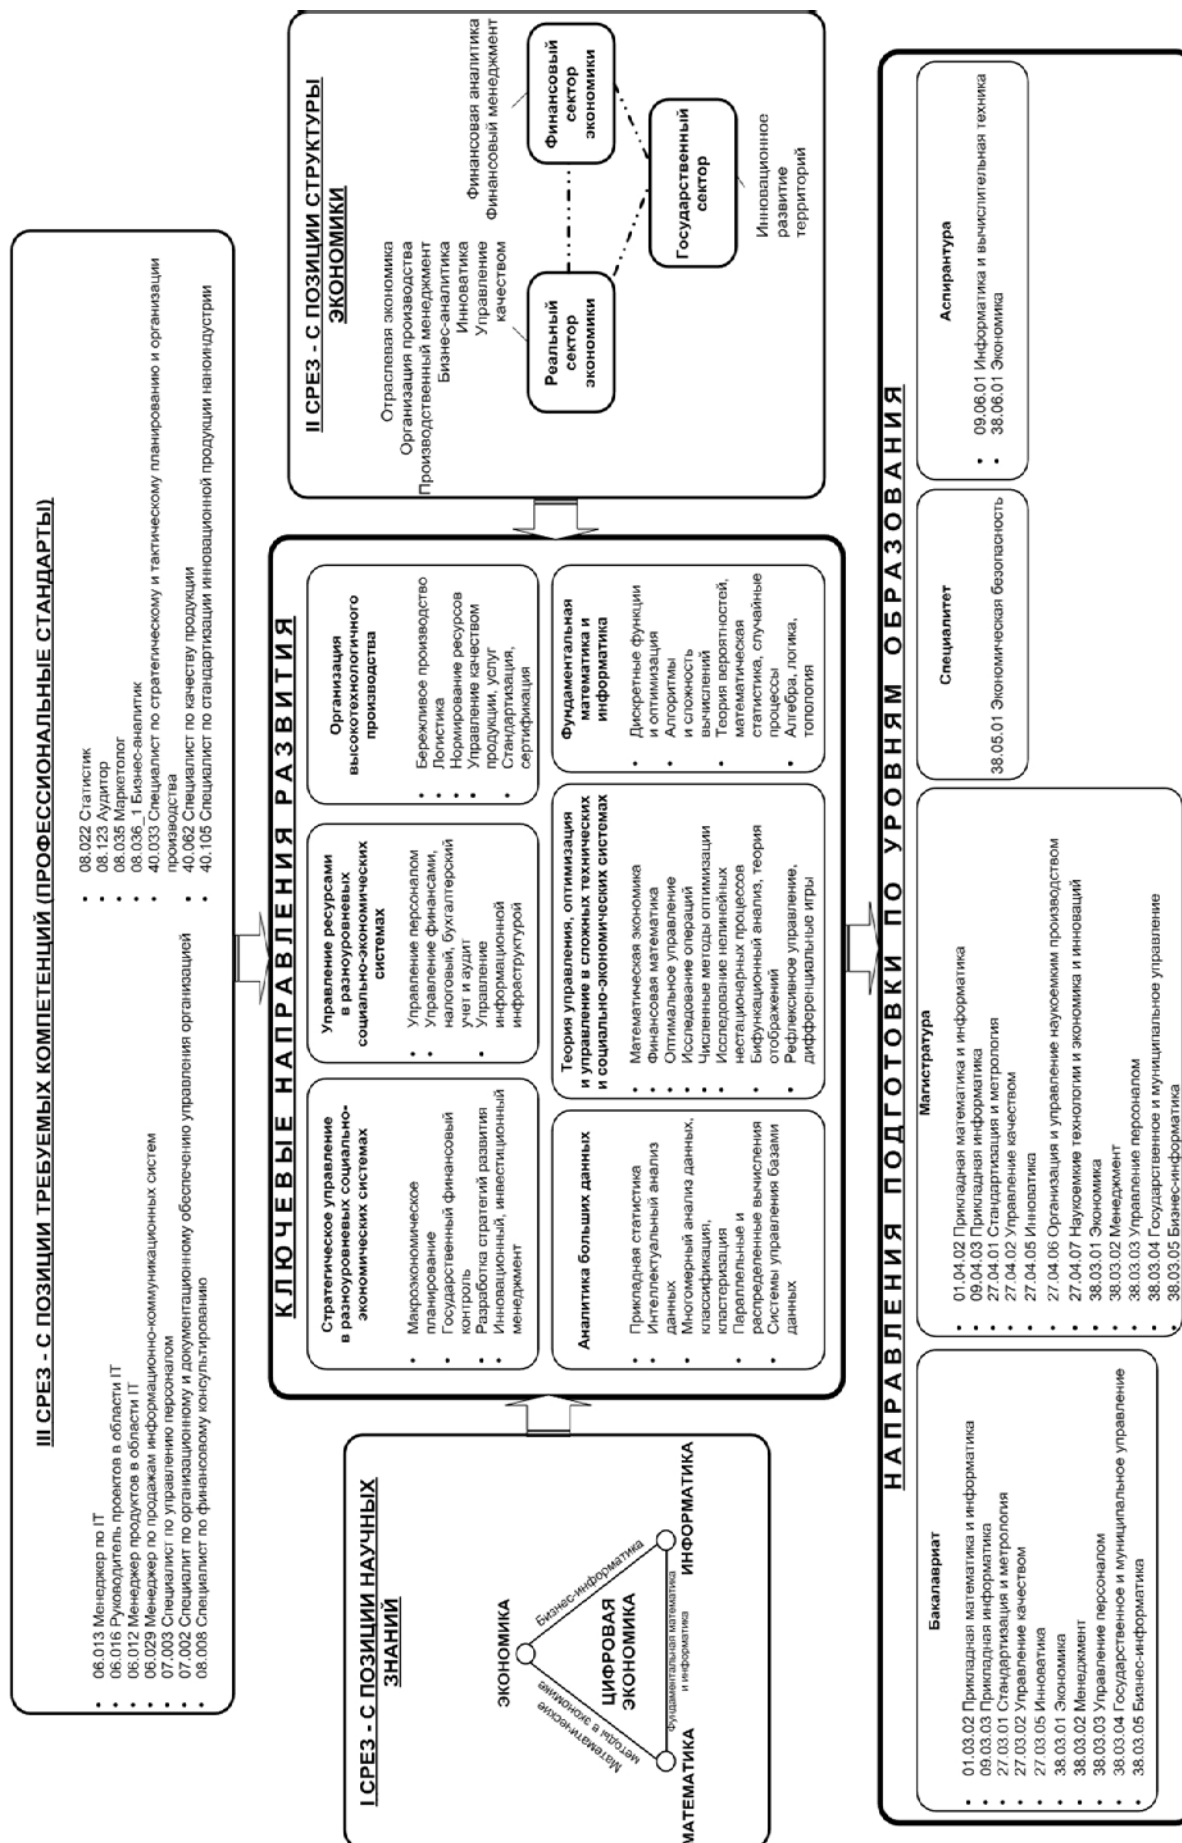 III СРЕЗ - С ПОЗИЦИИ ТРЕБУЕМЫХ КОМПЕТЕНЦИЙ (ПРОФЕССИОНАЛЬНЫЕ СТАНДАРТЫ)
• 06.013 Менеджер по IT
• 06.016 Руководитель проектов в области IT
• 06.012 Менеджер продуктов в области IT
• 06.029 Менеджер по продажам информационно-коммуникационных систем
• 07.003 Специалист по управлению персоналом
• 07.002 Специалит по организационному и документационному обеспечению управления организацией
• 08.008 Специалист по финансовому консультированию
• 08.022 Статистик
• 08.123 Аудитор
• 08.035 Маркетолог
• 08.036_1 Бизнес-аналитик
• 40.033 Специалист по стратегическому и тактическому планированию и организации
производства
• 40.062 Специалист по качеству продукции
• 40.105 Специалист по стандартизации инновационной продукции наноиндустрии
I СРЕЗ - С ПОЗИЦИИ НАУЧНЫХ
ЗНАНИЙ
ЭКОНОМИКА
Математические
методы в экономике
Бизнес-информатика
ЦИФРОВАЯ
ЭКОНОМИКА
Фундаментальная математика
и информатика
МАТЕМАТИКА
ИНФОРМАТИКА
КЛЮЧЕВЫЕ НАПРАВЛЕНИЯ РАЗВИТИЯ
Стратегическое управление
в разноуровневых социально-
экономических системах
• Макроэкономическое
планирование
• Государственный финансовый
контроль
• Разработка стратегий развития
• Инновационный, инвестиционный
менеджмент
Управление ресурсами
в разноуровневых
социально-экономических
системах
• Управление персоналом
• Управление финансами,
налоговый, бухгалтерский
учет и аудит
• Управление
информационной
инфраструктурой
Организация
высокотехнологичного
производства
• Бережливое производство
• Логистика
• Нормирование ресурсов
• Управление качеством
продукции, услуг
• Стандартизация,
сертификация
Аналитика больших данных
• Прикладная статистика
• Интеллектуальный анализ
данных
• Многомерный анализ данных,
классификация,
кластеризация
• Параллельные и
распределенные вычисления
• Системы управления базами
данных
Теория управления, оптимизация
и управление в сложных технических
и социально-экономических системах
• Математическая экономика
• Финансовая математика
• Оптимальное управление
• Исследование операций
• Численные методы оптимизации
• Исследование нелинейных
нестационарных процессов
• Бифункационный анализ, теория
отображений
• Рефлексивное управление,
дифференциальные игры
Фундаментальная
математика и
информатика
• Дискретные функции
и оптимизация
• Алгоритмы
и сложность
вычислений
• Теория вероятностей,
математическая
статистика, случайные
процессы
• Алгебра, логика,
топология
II СРЕЗ - С ПОЗИЦИИ СТРУКТУРЫ
ЭКОНОМИКИ
Отраслевая экономика
Организация производства
Производственный менеджмент
Бизнес-аналитика
Инноватика
Управление
качеством
Финансовая аналитика
Финансовый менеджмент
Реальный
сектор
экономики
Финансовый
сектор
экономики
Государственный
сектор
Инновационное
развитие
территорий
НАПРАВЛЕНИЯ ПОДГОТОВКИ ПО УРОВНЯМ ОБРАЗОВАНИЯ
Бакалавриат
• 01.03.02 Прикладная математика и информатика
• 09.03.03 Прикладная информатика
• 27.03.01 Стандартизация и метрология
• 27.03.02 Управление качеством
• 27.03.05 Инноватика
• 38.03.01 Экономика
• 38.03.02 Менеджмент
• 38.03.03 Управление персоналом
• 38.03.04 Государственное и муниципальное управление
• 38.03.05 Бизнес-информатика
Магистратура
• 01.04.02 Прикладная математика и информатика
• 09.04.03 Прикладная информатика
• 27.04.01 Стандартизация и метрология
• 27.04.02 Управление качеством
• 27.04.05 Инноватика
• 27.04.06 Организация и управление наукоемким производством
• 27.04.07 Наукоемкие технологии и экономика и инноваций
• 38.03.01 Экономика
• 38.03.02 Менеджмент
• 38.03.03 Управление персоналом
• 38.03.04 Государственное и муниципальное управление
• 38.03.05 Бизнес-информатика
Специалитет
38.05.01 Экономическая безопасность
Аспирантура
• 09.06.01 Информатика и вычислительная техника
• 38.06.01 Экономика